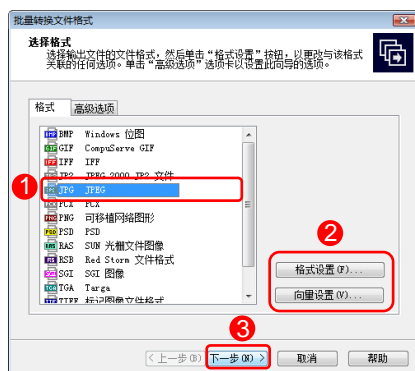 批量转换文件格式
选择格式
选择输出文件的文件格式，然后单击“格式设置”按钮，以更改与该格式
关联的任何选项。单击“高级选项”选项卡以设置此向导的选项。
格式 高级选项
BMP Windows 位图
GIF CompuServe GIF
IFF IFF
JP2 JPEG 2000 JP2 文件
1
JPG JPEG
PCX PCX
PNG 可移植网络图形
PSD PSD
RAS SUN 光栅文件图像
RSB Red Storm 文件格式
SGI SGI 图像
TGA Targa
TIFF 标记图像文件格式
2
格式设置(F)...
向量设置(V)...
3
< 上一步(B) 下一步(N) > 取消 帮助